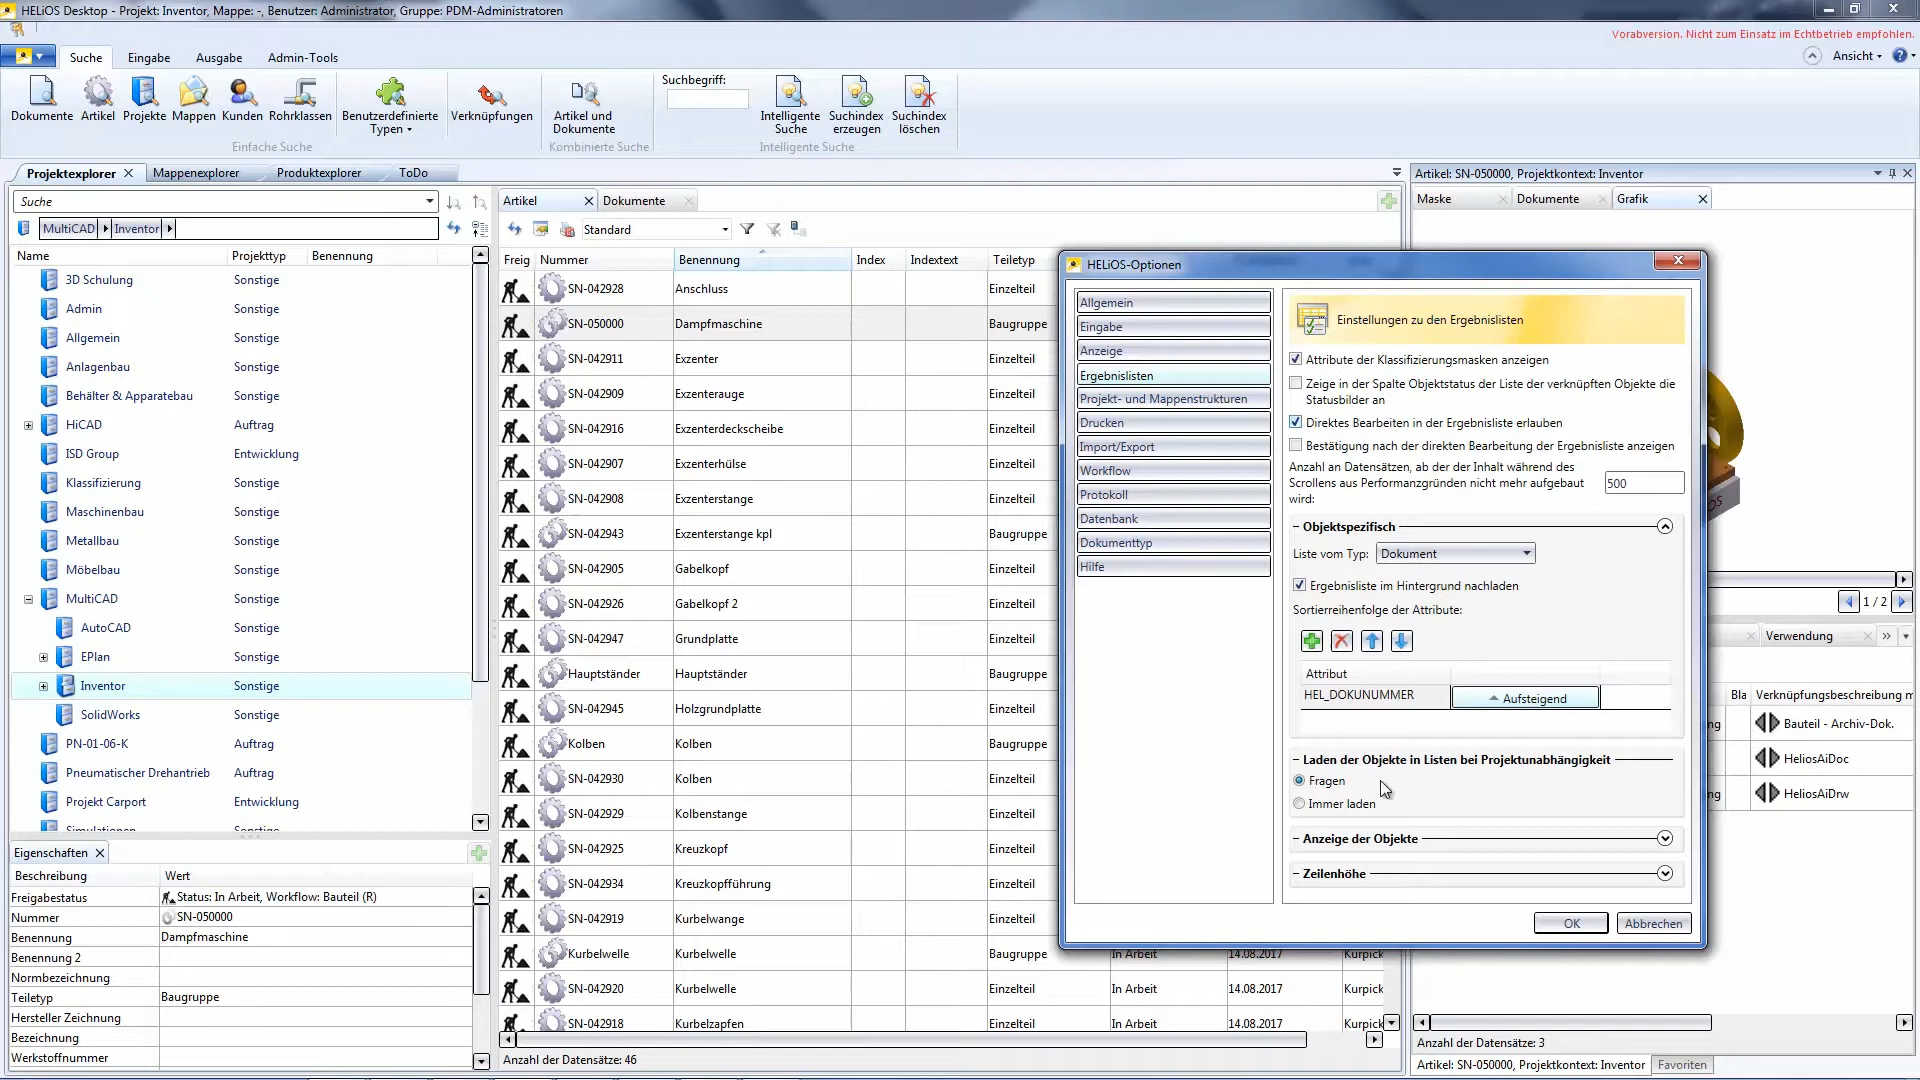 HELiOS Desktop - Projekt: Inventor, Mappe: -, Benutzer: Administrator, Gruppe: PDM-Administratoren
Vorabversion. Nicht zum Einsatz im Echtbetrieb empfohlen.
Suche Eingabe Ausgabe Admin-Tools Ansicht
Suchbegriff:
Dokumente Artikel Projekte Mappen Kunden Rohrklassen
Benutzerdefinierte Typen
Verknüpfungen
Artikel und Dokumente
Intelligente Suche
Suchindex erzeugen
Suchindex löschen
Einfache Suche
Kombinierte Suche
Intelligente Suche
Projektexplorer Mappenexplorer Produktexplorer ToDo
Suche
MultiCAD Inventor
Name Projekttyp Benennung
3D Schulung Sonstige
Admin Sonstige
Allgemein Sonstige
Anlagenbau Sonstige
Behälter & Apparatebau Sonstige
HiCAD Auftrag
ISD Group Entwicklung
Klassifizierung Sonstige
Maschinenbau Sonstige
Metallbau Sonstige
Möbelbau Sonstige
MultiCAD Sonstige
AutoCAD Sonstige
EPlan Sonstige
Inventor Sonstige
SolidWorks Sonstige
PN-01-06-K Auftrag
Pneumatischer Drehantrieb Auftrag
Projekt Carport Entwicklung
Simulationen Sonstige
Eigenschaften
Beschreibung Wert
Freigabestatus Status: In Arbeit, Workflow: Bauteil (R)
Nummer SN-050000
Benennung Dampfmaschine
Benennung 2
Normbezeichnung
Teiletyp Baugruppe
Hersteller Zeichnung
Bezeichnung
Werkstoffnummer
Artikel Dokumente
Standard
Freig Nummer Benennung Index Indextext Teiletyp
SN-042928 Anschluss Einzelteil
SN-050000 Dampfmaschine Baugruppe
SN-042911 Exzenter Einzelteil
SN-042909 Exzenterauge Einzelteil
SN-042916 Exzenterdeckscheibe Einzelteil
SN-042907 Exzenterhülse Einzelteil
SN-042908 Exzenterstange Einzelteil
SN-042943 Exzenterstange kpl Baugruppe
SN-042905 Gabelkopf Einzelteil
SN-042926 Gabelkopf 2 Einzelteil
SN-042947 Grundplatte Einzelteil
Hauptständer Hauptständer Baugruppe
SN-042945 Holzgrundplatte Einzelteil
Kolben Kolben Baugruppe
SN-042930 Kolben Einzelteil
SN-042929 Kolbenstange Einzelteil
SN-042925 Kreuzkopf Einzelteil
SN-042934 Kreuzkopfführung Einzelteil
SN-042919 Kurbelwange Einzelteil
Kurbelwelle Kurbelwelle Baugruppe In Arbeit 14.08.2017 Kurpick
SN-042920 Kurbelwelle Einzelteil In Arbeit 14.08.2017 Kurpick
SN-042918 Kurbelzapfen Einzelteil In Arbeit 14.08.2017 Kurpick
Anzahl der Datensätze: 46
HELiOS-Optionen
Allgemein
Eingabe
Anzeige
Ergebnislisten
Projekt- und Mappenstrukturen
Drucken
Import/Export
Workflow
Protokoll
Datenbank
Dokumenttyp
Hilfe
Einstellungen zu den Ergebnislisten
Attribute der Klassifizierungsmasken anzeigen
Zeige in der Spalte Objektstatus der Liste der verknüpften Objekte die
Statusbilder an
Direktes Bearbeiten in der Ergebnisliste erlauben
Bestätigung nach der direkten Bearbeitung der Ergebnisliste anzeigen
Anzahl an Datensätzen, ab der der Inhalt während des
Scrollens aus Performanzgründen nicht mehr aufgebaut
wird:
500
Objektspezifisch
Liste vom Typ: Dokument
Ergebnisliste im Hintergrund nachladen
Sortierreihenfolge der Attribute:
Attribut
HEL_DOKUNUMMER Aufsteigend
Laden der Objekte in Listen bei Projektunabhängigkeit
Fragen
Immer laden
Anzeige der Objekte
Zeilenhöhe
OK Abbrechen
Artikel: SN-050000, Projektkontext: Inventor
Maske Dokumente Grafik
1 / 2
Verwendung
Bla Verknüpfungsbeschreibung m
ng Bauteil - Archiv-Dok.
HeliosAiDoc
ng HeliosAiDrw
Anzahl der Datensätze: 3
Artikel: SN-050000, Projektkontext: Inventor Favoriten